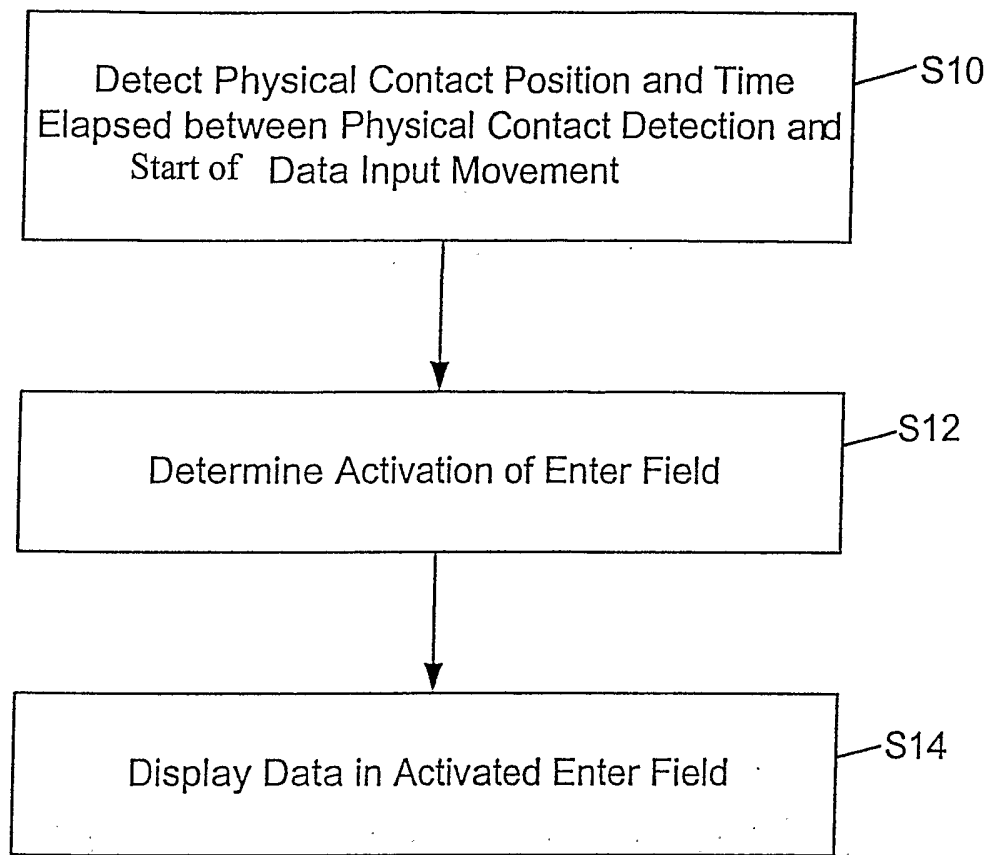 Detect Physical Contact Position and Time
S10
Elapsed between Physical Contact Detection and
Start of Data Input Movement
S12
Determine Activation of Enter Field
S14
Display Data in Activated Enter Field